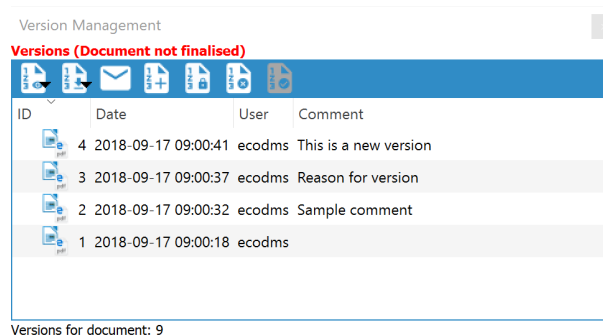 Version Management
Versions (Document not finalised)
ID Date User Comment
4 2018-09-17 09:00:41 ecodms This is a new version
3 2018-09-17 09:00:37 ecodms Reason for version
2 2018-09-17 09:00:32 ecodms Sample comment
1 2018-09-17 09:00:18 ecodms
Versions for document: 9